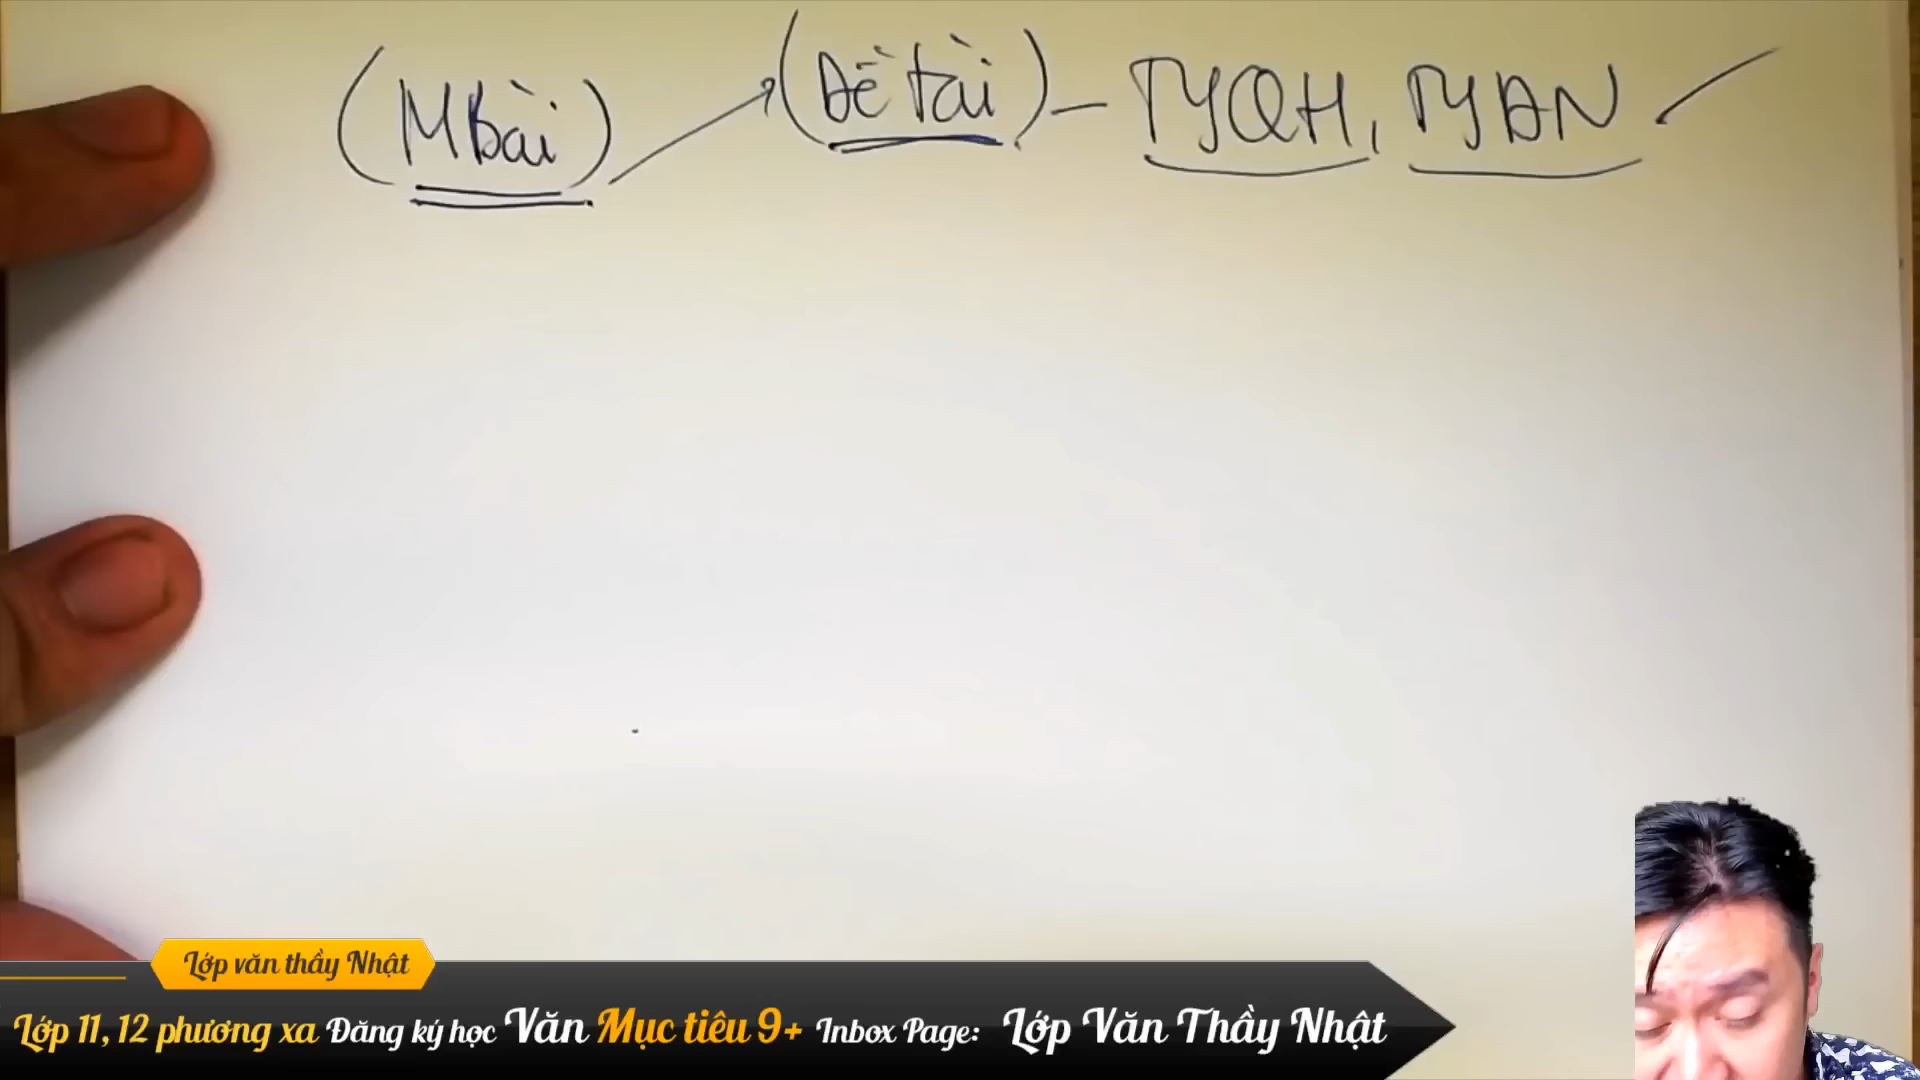 (MBài) (Đề tài) - TYQH, TYĐN
Lớp văn thầy Nhật
Lớp 11, 12 phương xa Đăng ký học Văn Mục tiêu 9+ Inbox Page: Lớp Văn Thầy Nhật